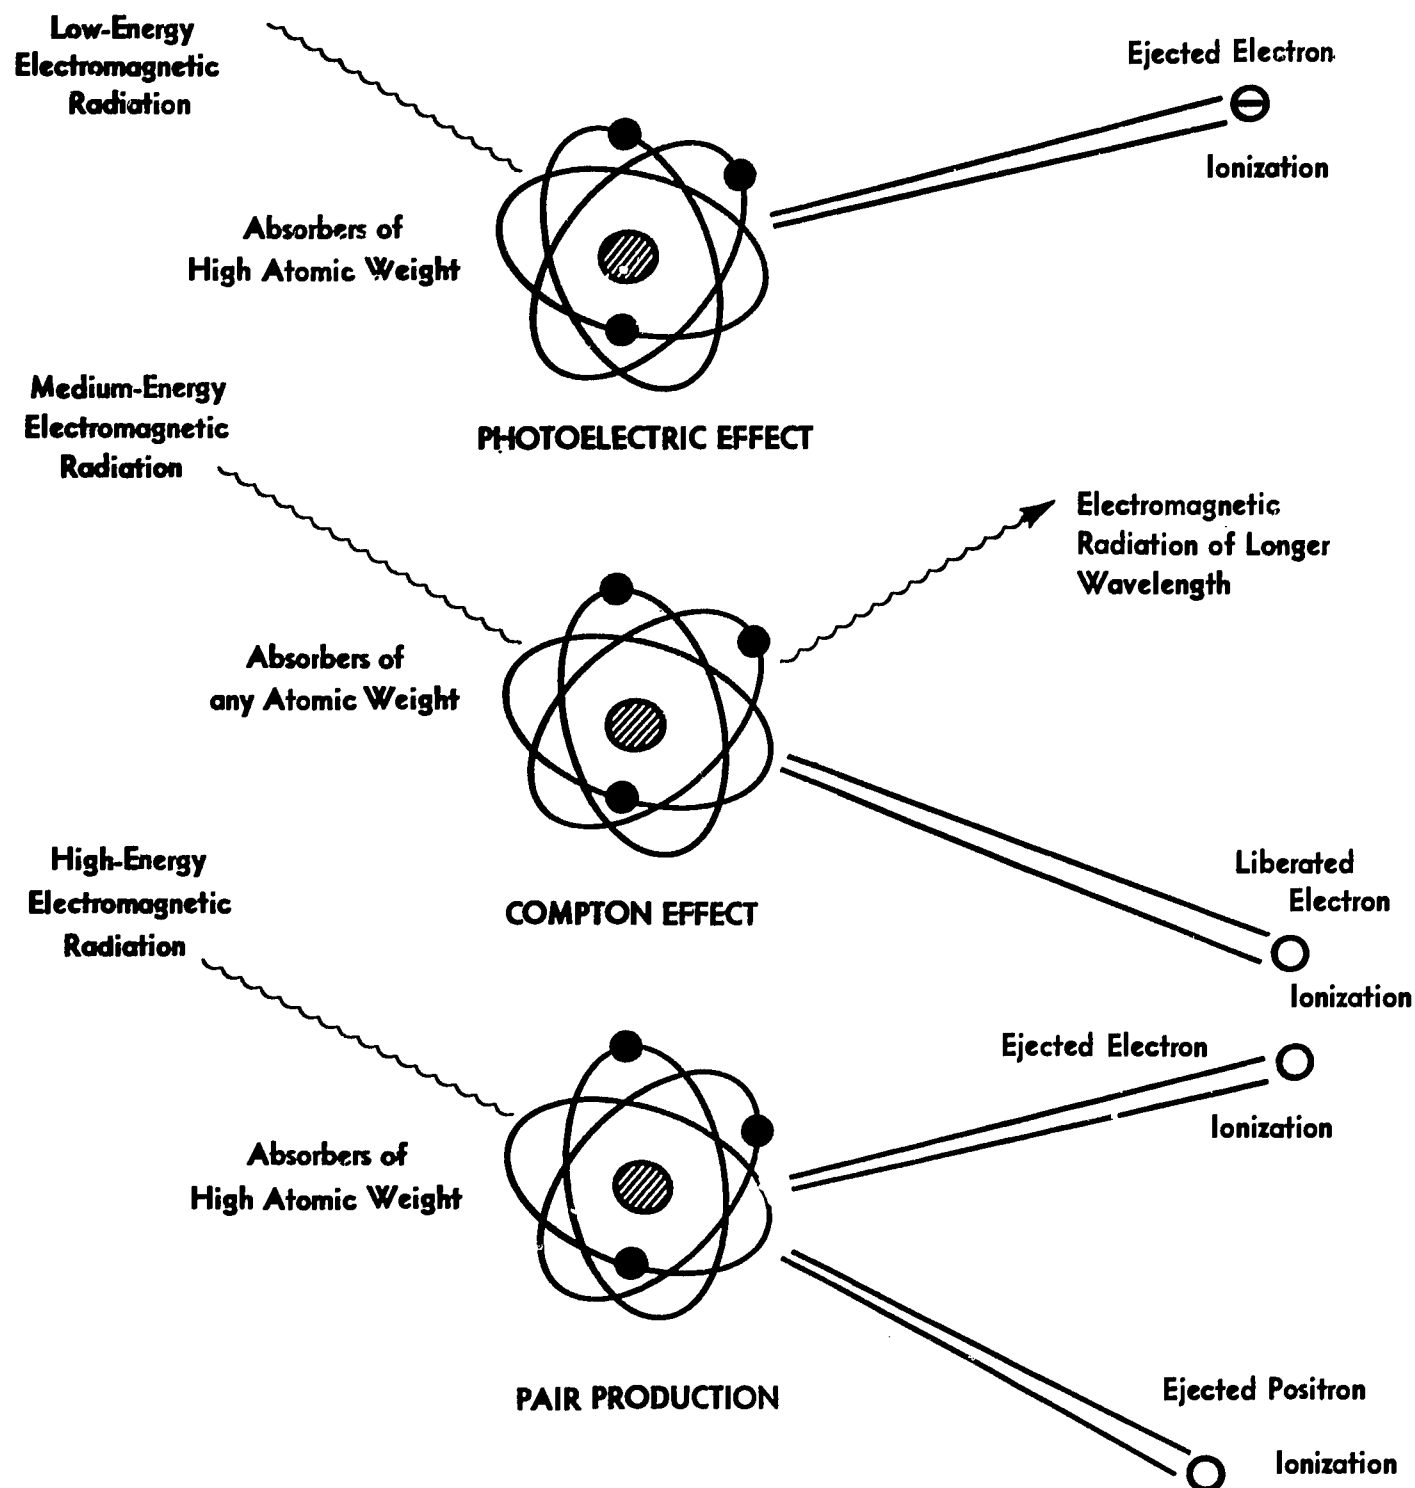 Low-Energy
Electromagnetic
Radiation
Ejected Electron
Ionization
Absorbers of
High Atomic Weight
PHOTOELECTRIC EFFECT
Medium-Energy
Electromagnetic
Radiation
Electromagnetic
Radiation of Longer
Wavelength
Absorbers of
any Atomic Weight
Liberated
Electron
Ionization
COMPTON EFFECT
High-Energy
Electromagnetic
Radiation
Ejected Electron
Ionization
Absorbers of
High Atomic Weight
Ejected Positron
Ionization
PAIR PRODUCTION